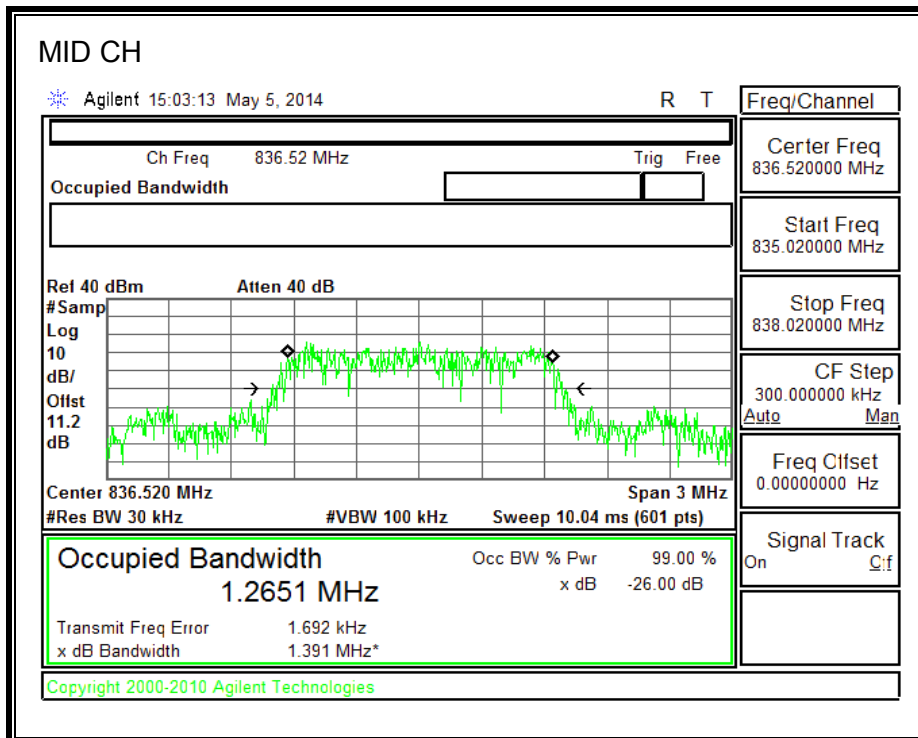 MID CH
Agilent 15:03:13 May 5, 2014 R T
Ch Freq 836.52 MHz Trig Free
Occupied Bandwidth
Ref 40 dBm Atten 40 dB
#Samp
Log
10
dB/
Offst
11.2
dB
Center 836.520 MHz Span 3 MHz
#Res BW 30 kHz #VBW 100 kHz Sweep 10.04 ms (601 pts)
Occupied Bandwidth Occ BW % Pwr 99.00 %
1.2651 MHz x dB -26.00 dB
Transmit Freq Error 1.692 kHz
x dB Bandwidth 1.391 MHz*
Copyright 2000-2010 Agilent Technologies
Freq/Channel
Center Freq
836.520000 MHz
Start Freq
835.020000 MHz
Stop Freq
838.020000 MHz
CF Step
300.000000 kHz
Auto Man
Freq Offset
0.00000000 Hz
Signal Track
On Off